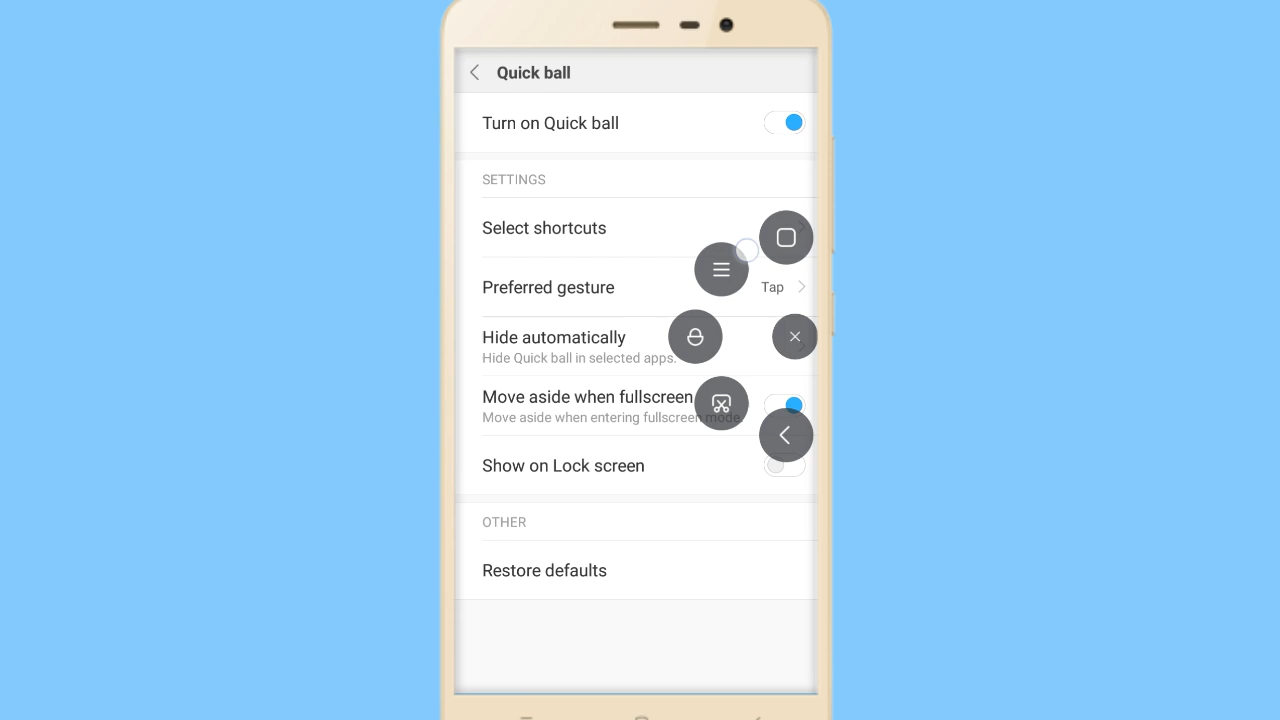 Quick ball
Turn on Quick ball
SETTINGS
Select shortcuts
Preferred gesture
Tap
Hide automatically
Hide Quick ball in selected apps.
Move aside when fullscreen
Move aside when entering fullscreen mode.
Show on Lock screen
OTHER
Restore defaults